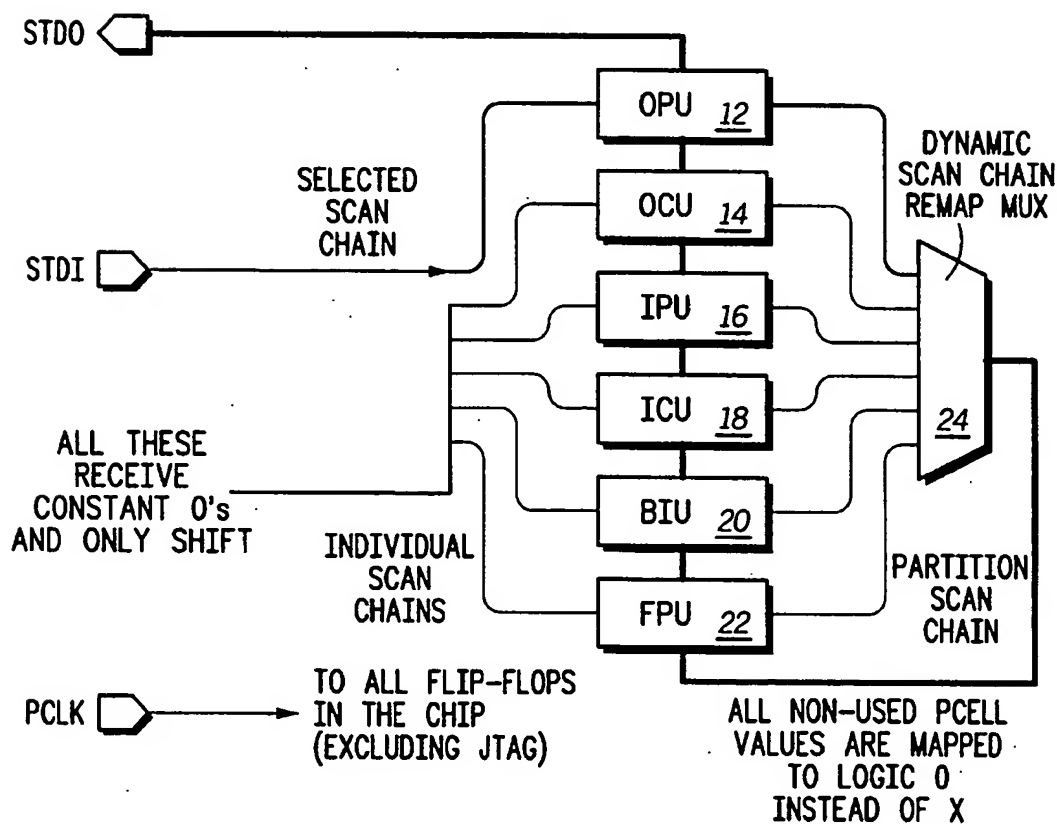 STDO
OPU 12
DYNAMIC
SCAN CHAIN
REMAP MUX
SELECTED
SCAN
CHAIN
OCU 14
STDI
IPU 16
ICU 18
24
ALL THESE
RECEIVE
CONSTANT 0's
AND ONLY SHIFT
BIU 20
INDIVIDUAL
SCAN
CHAINS
PARTITION
SCAN
CHAIN
FPU 22
PCLK
TO ALL FLIP-FLOPS
IN THE CHIP
(EXCLUDING JTAG)
ALL NON-USED PCELL
VALUES ARE MAPPED
TO LOGIC 0
INSTEAD OF X